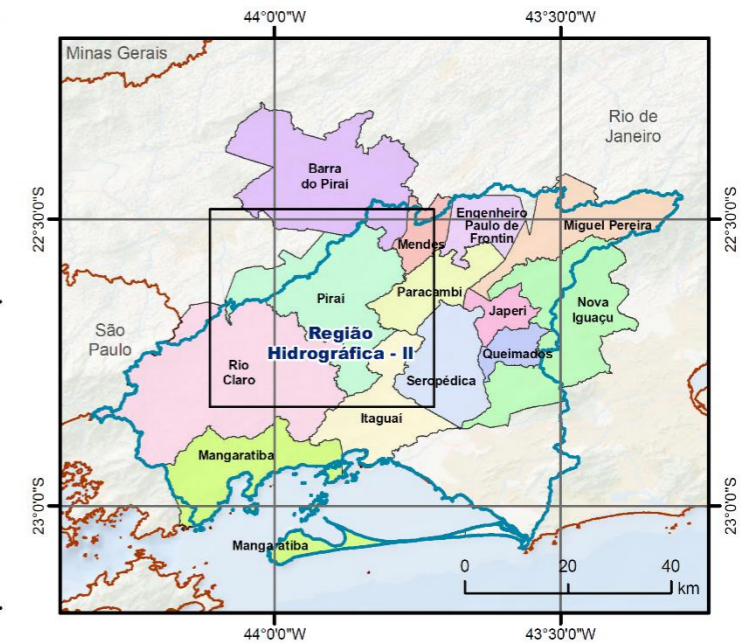 44°0'0"W
43°30'0"W
Minas Gerais
Rio de
Janeiro
Barra
do Piraí
22°30'0"S
22°30'0"S
Engenheiro
Paulo de
Frontin
Miguel Pereira
Mendes
Paracambi
Piraí
Japeri
Nova
Iguaçu
São
Paulo
Região
Hidrográfica - II
Queimados
Rio
Claro
Seropédica
Itaguaí
Mangaratiba
23°0'0"S
23°0'0"S
Mangaratiba
0
20
40
km
44°0'0"W
43°30'0"W